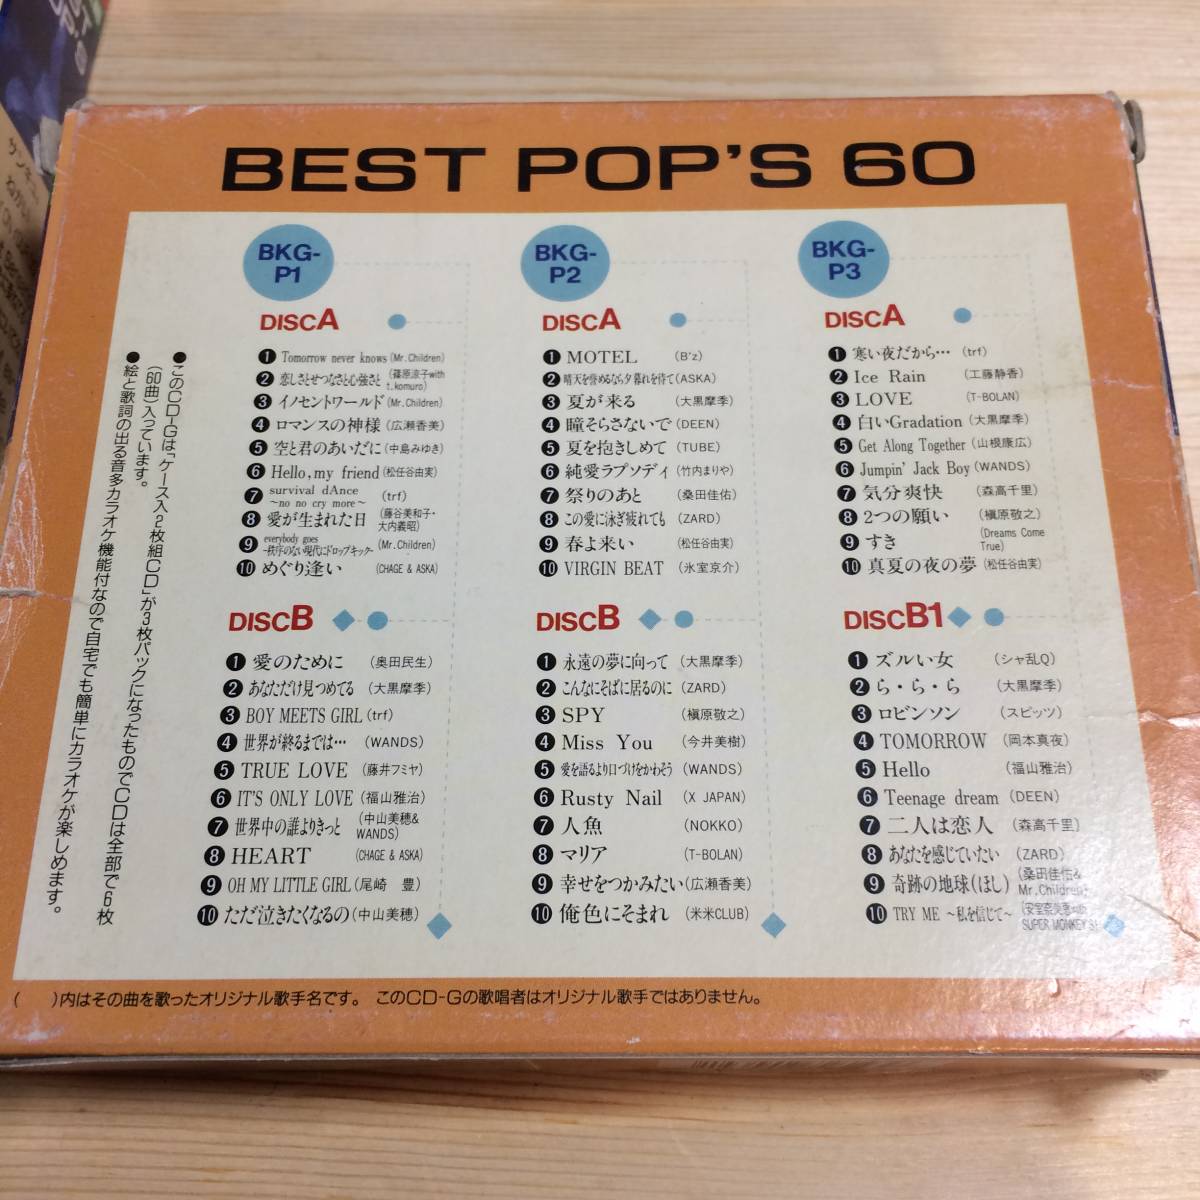 BEST POP'S 60
●このCD-Gは「ケース入2枚組CD」が3枚パックになったものでCDは全部で6枚
(60曲)入っています。
●絵と歌詞の出る音多カラオケ機能付なので自宅でも簡単にカラオケが楽しめます。
BKG-
P1
DISCA
❶ Tomorrow never knows (Mr.Children)
❷ 恋しさとせつなさと心強さと (篠原涼子with t.komuro)
❸ イノセントワールド (Mr.Children)
❹ ロマンスの神様 (広瀬香美)
❺ 空と君のあいだに (中島みゆき)
❻ Hello, my friend (松任谷由実)
❼ survival dAnce ～no no cry more～ (trf)
❽ 愛が生まれた日 (藤谷美和子・大内義昭)
❾ everybody goes -秩序のない現代にドロップキック- (Mr.Children)
❿ めぐり逢い (CHAGE & ASKA)
DISCB
❶ 愛のために (奥田民生)
❷ あなただけ見つめてる (大黒摩季)
❸ BOY MEETS GIRL (trf)
❹ 世界が終るまでは… (WANDS)
❺ TRUE LOVE (藤井フミヤ)
❻ IT'S ONLY LOVE (福山雅治)
❼ 世界中の誰よりきっと (中山美穂& WANDS)
❽ HEART (CHAGE & ASKA)
❾ OH MY LITTLE GIRL (尾崎 豊)
❿ ただ泣きたくなるの (中山美穂)
BKG-
P2
DISCA
❶ MOTEL (B'z)
❷ 晴天を誉めるなら夕暮れを待て (ASKA)
❸ 夏が来る (大黒摩季)
❹ 瞳そらさないで (DEEN)
❺ 夏を抱きしめて (TUBE)
❻ 純愛ラプソディ (竹内まりや)
❼ 祭りのあと (桑田佳佑)
❽ この愛に泳ぎ疲れても (ZARD)
❾ 春よ来い (松任谷由実)
❿ VIRGIN BEAT (氷室京介)
DISCB
❶ 永遠の夢に向って (大黒摩季)
❷ こんなにそばに居るのに (ZARD)
❸ SPY (槇原敬之)
❹ Miss You (今井美樹)
❺ 愛を語るより口づけをかわそう (WANDS)
❻ Rusty Nail (X JAPAN)
❼ 人魚 (NOKKO)
❽ マリア (T-BOLAN)
❾ 幸せをつかみたい (広瀬香美)
❿ 俺色にそまれ (米米CLUB)
BKG-
P3
DISCA
❶ 寒い夜だから… (trf)
❷ Ice Rain (工藤静香)
❸ LOVE (T-BOLAN)
❹ 白いGradation (大黒摩季)
❺ Get Along Together (山根康広)
❻ Jumpin' Jack Boy (WANDS)
❼ 気分爽快 (森高千里)
❽ 2つの願い (槇原敬之)
❾ すき (Dreams Come True)
❿ 真夏の夜の夢 (松任谷由実)
DISCB1
❶ ズルい女 (シャ乱Q)
❷ ら・ら・ら (大黒摩季)
❸ ロビンソン (スピッツ)
❹ TOMORROW (岡本真夜)
❺ Hello (福山雅治)
❻ Teenage dream (DEEN)
❼ 二人は恋人 (森高千里)
❽ あなたを感じていたい (ZARD)
❾ 奇跡の地球(ほし) (桑田佳佑& Mr.Children)
❿ TRY ME ～私を信じて～ (安室奈美恵with SUPER MONKEY'S)
( )内はその曲を歌ったオリジナル歌手名です。 このCD-Gの歌唱者はオリジナル歌手ではありません。